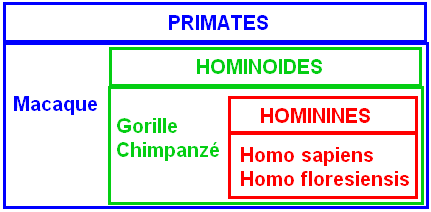 PRIMATES
HOMINOIDES
Macaque
HOMININES
Gorille
Chimpanzé
Homo sapiens
Homo floresiensis